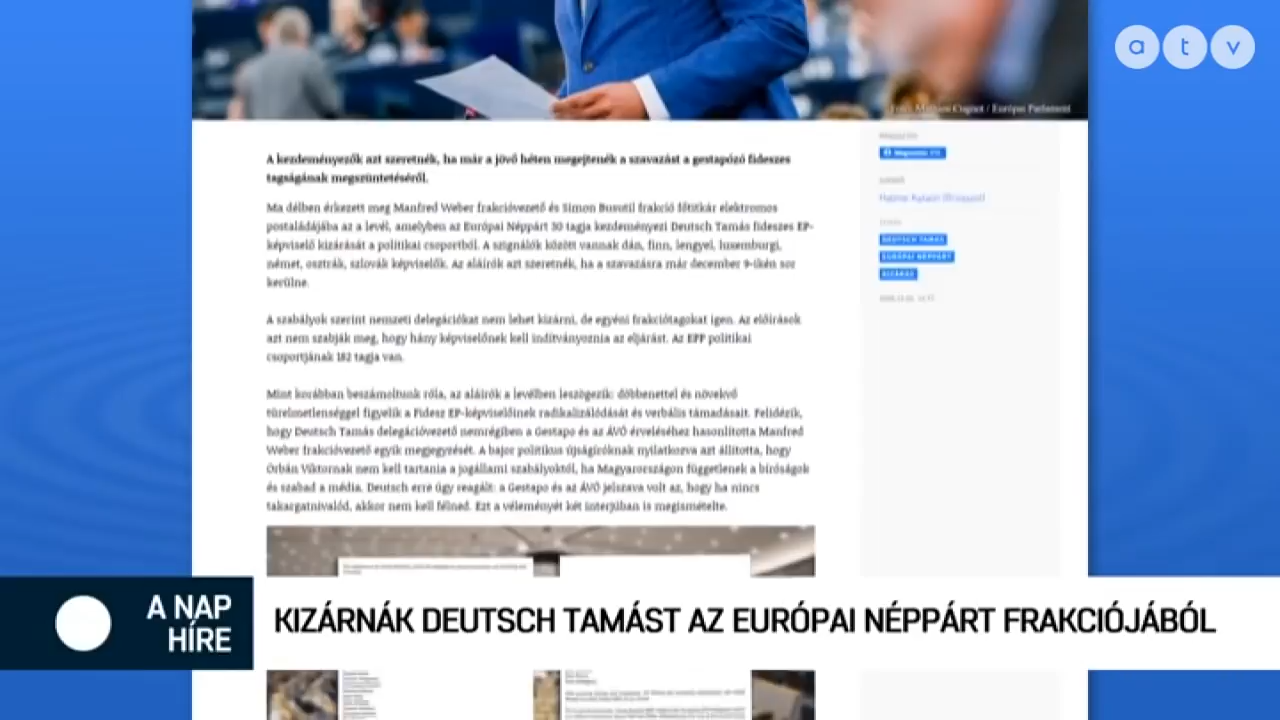 atv
Mathieu Cugnot / Európai Parlament
A kezdeményezők azt szeretnék, ha már a jövő héten megejtenék a szavazást a gestapózó fideszes
tagságának megszüntetéséről.
Ma délben érkezett meg Manfred Weber frakcióvezető és Simon Busutil frakció főtitkár elektromos
postaládájába az a levél, amelyben az Európai Néppárt 30 tagja kezdeményezi Deutsch Tamás fideszes EP-
képviselő kizárását a politikai csoportból. A szignálók között vannak dán, finn, lengyel, luxemburgi,
német, osztrák, szlovák képviselők. Az aláírók azt szeretnék, ha a szavazásra már december 9-ikén sor
kerülne.
A szabályok szerint nemzeti delegációkat nem lehet kizárni, de egyéni frakciótagokat igen. Az előírások
azt nem szabják meg, hogy hány képviselőnek kell indítványoznia az eljárást. Az EPP politikai
csoportjának 182 tagja van.
Mint korábban beszámoltunk róla, az aláírók a levélben leszögezik: döbbenettel és növekvő
türelmetlenséggel figyelik a Fidesz EP-képviselőinek radikalizálódását és verbális támadásait. Felidézik,
hogy Deutsch Tamás delegációvezető nemrégiben a Gestapo és az ÁVÓ érveléséhez hasonlította Manfred
Weber frakcióvezető egyik megjegyzését. A bajor politikus újságíróknak nyilatkozva azt állította, hogy
Orbán Viktornak nem kell tartania a jogállami szabályoktól, ha Magyarországon függetlenek a bíróságok
és szabad a média. Deutsch erre úgy reagált: a Gestapo és az ÁVÓ jelszava volt az, hogy ha nincs
takargatnivalód, akkor nem kell félned. Ezt a véleményét két interjúban is megismételte.
DEUTSCH TAMÁS
EURÓPAI NÉPPÁRT
KIZÁRÁS
A NAP
HÍRE
KIZÁRNÁK DEUTSCH TAMÁST AZ EURÓPAI NÉPPÁRT FRAKCIÓJÁBÓL